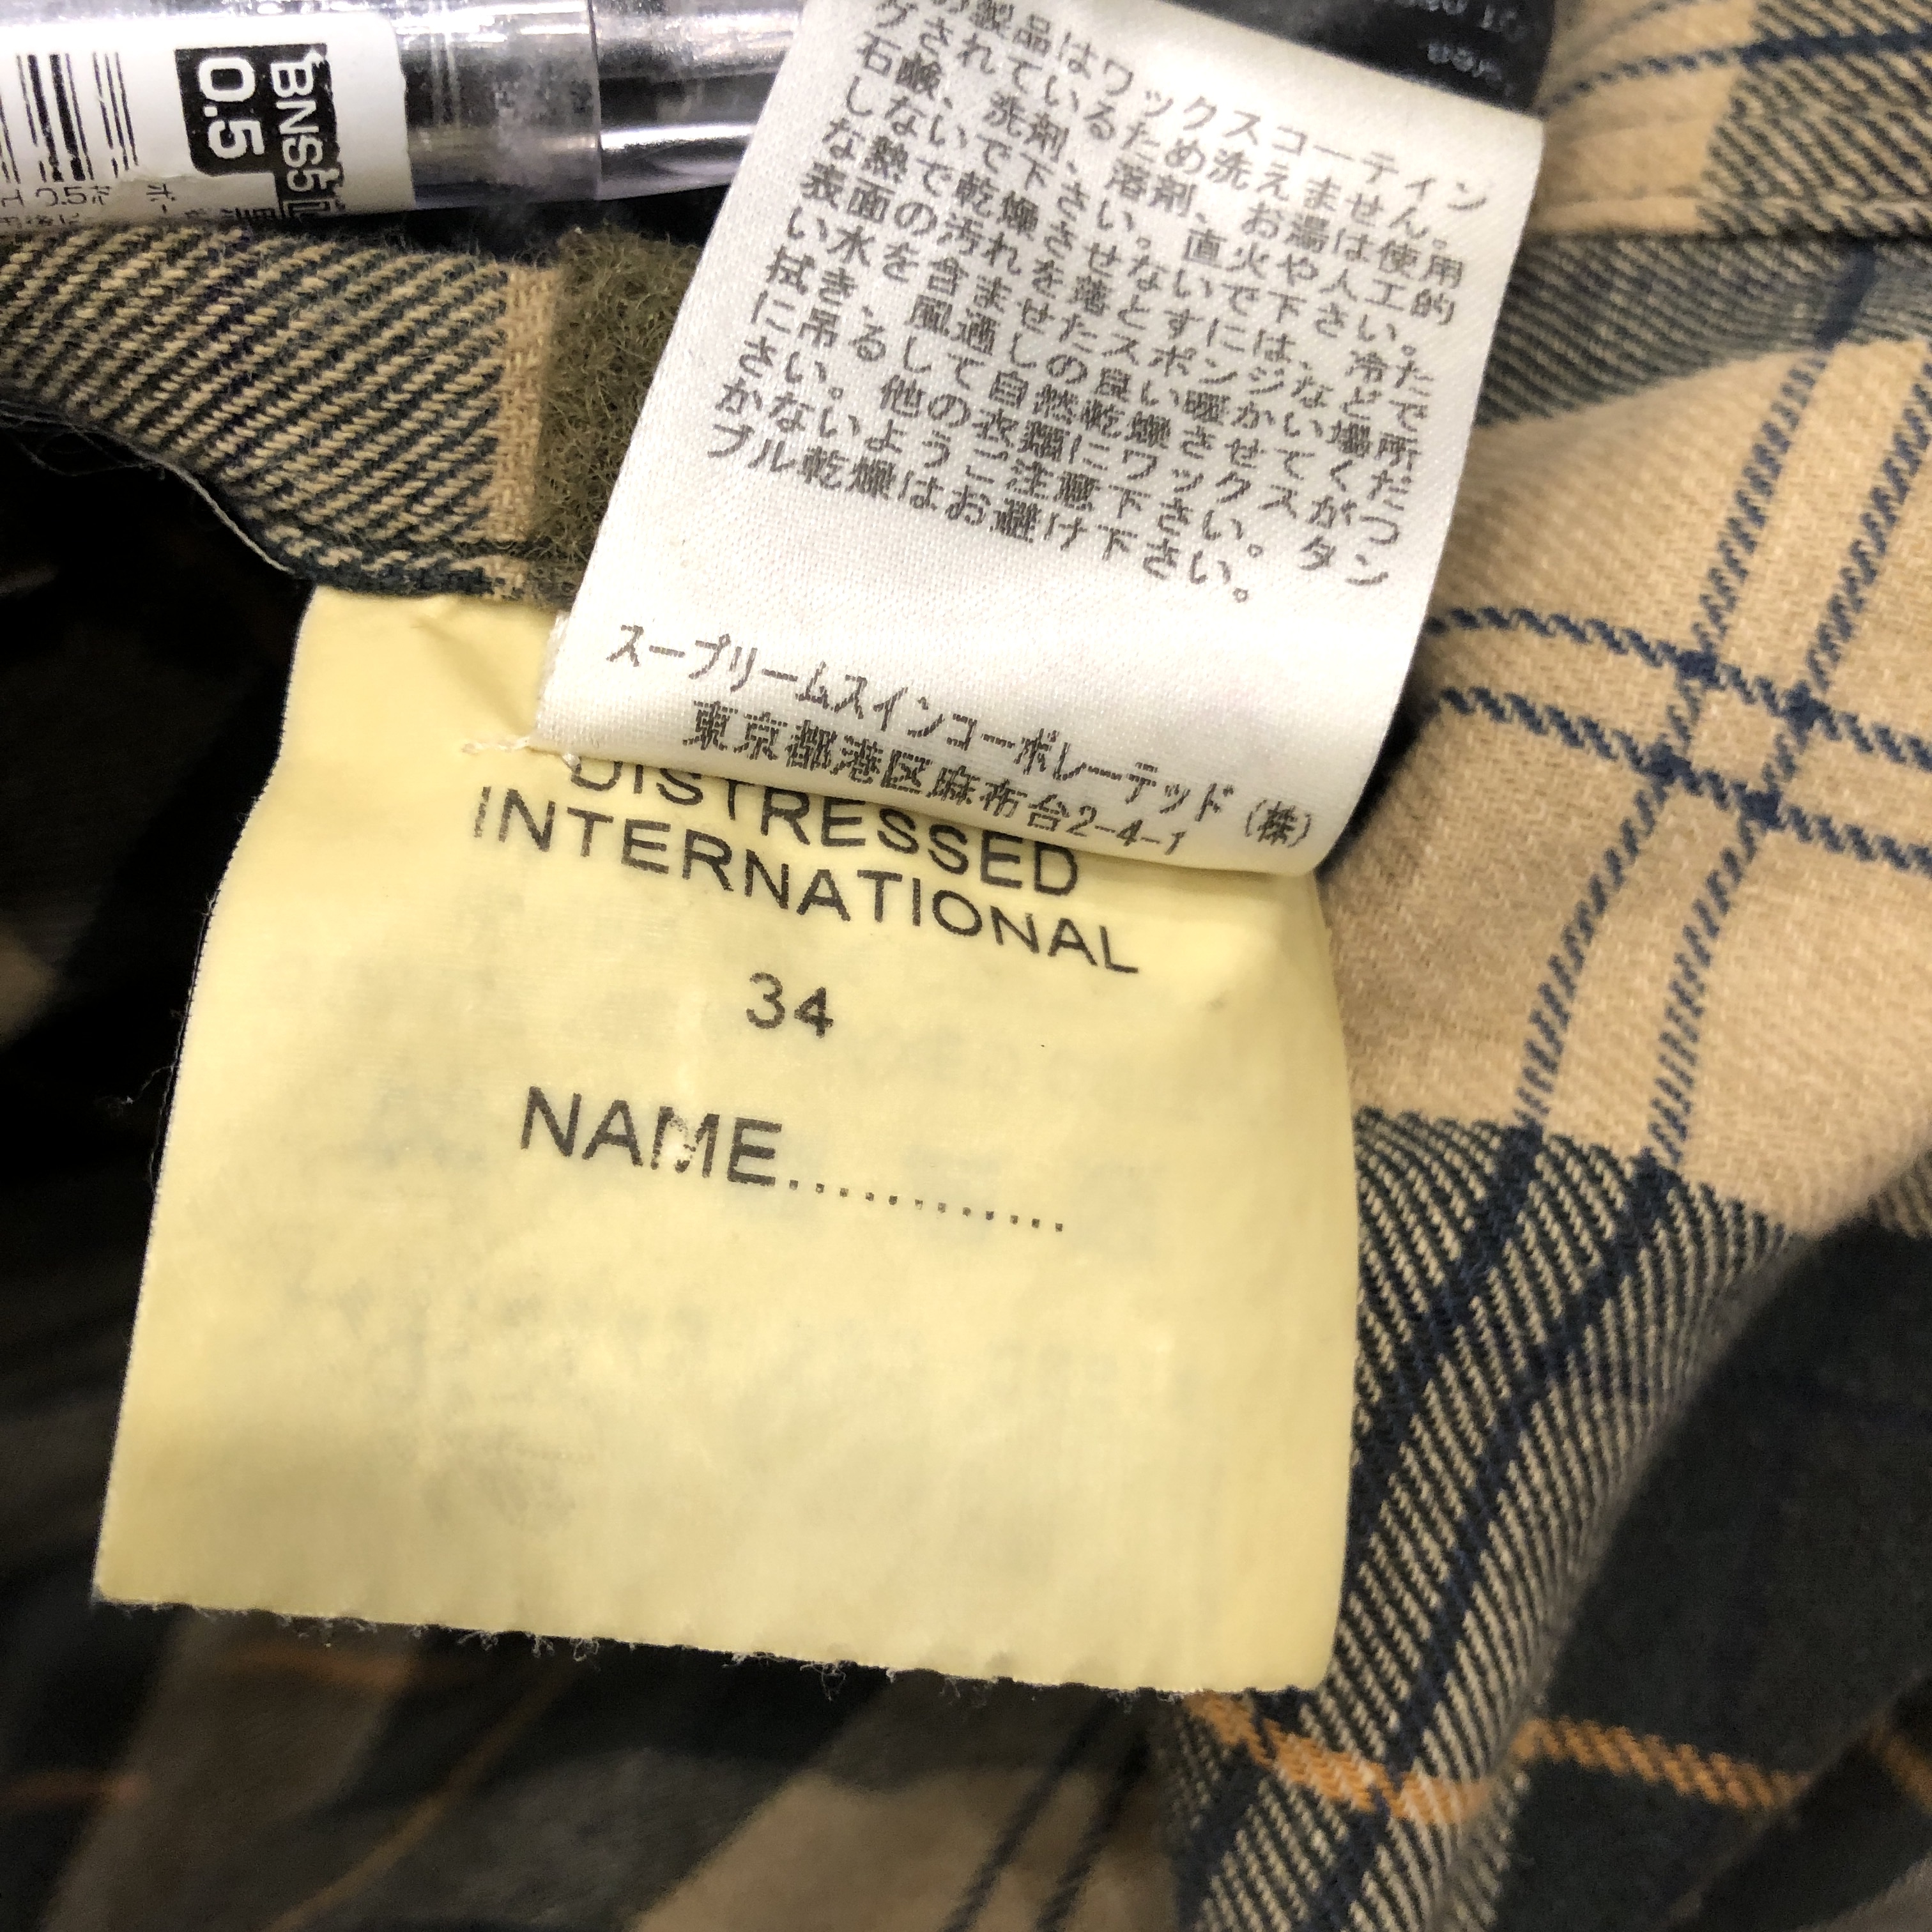 BNS5
0.5
の製品はワックスコーティン
グされているため洗えません。
石鹸、洗剤、溶剤、お湯は使用
しないで下さい。直火や人工的
な熱で乾燥させないで下さい。
表面の汚れを落とすには、冷た
い水を含ませたスポンジなどで
拭き、風通しの良い暖かい場所
に吊るして自然乾燥させてくだ
さい。他の衣類にワックスがつ
かないようご注意下さい。タン
ブル乾燥はお避け下さい。
スープリームスインコーポレーテッド(株)
東京都港区麻布台2-4-1
DISTRESSED
INTERNATIONAL
34
NAME............